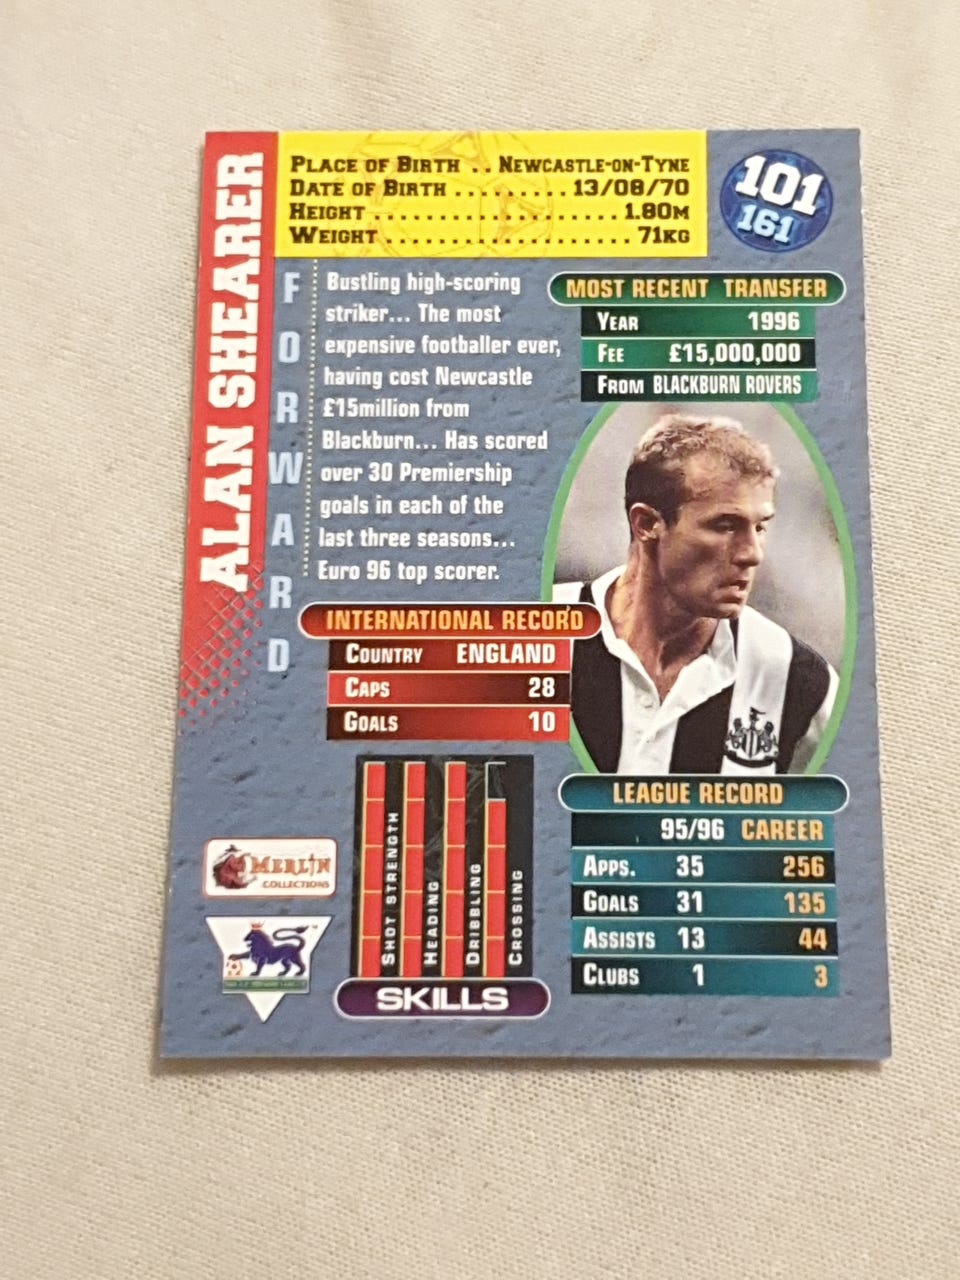 ALAN SHEARER
FORWARD
PLACE OF BIRTH .. NEWCASTLE-ON-TYNE
DATE OF BIRTH .......... 13/08/70
HEIGHT ..................... 1.80M
WEIGHT ..................... 71KG
101
161
Bustling high-scoring
striker... The most
expensive footballer ever,
having cost Newcastle
£15million from
Blackburn... Has scored
over 30 Premiership
goals in each of the
last three seasons...
Euro 96 top scorer.
MOST RECENT TRANSFER
YEAR 1996
FEE £15,000,000
FROM BLACKBURN ROVERS
INTERNATIONAL RECORD
COUNTRY ENGLAND
CAPS 28
GOALS 10
SHOT STRENGTH
HEADING
DRIBBLING
CROSSING
SKILLS
LEAGUE RECORD
95/96 CAREER
APPS. 35 256
GOALS 31 135
ASSISTS 13 44
CLUBS 1 3
MERLIN
COLLECTIONS